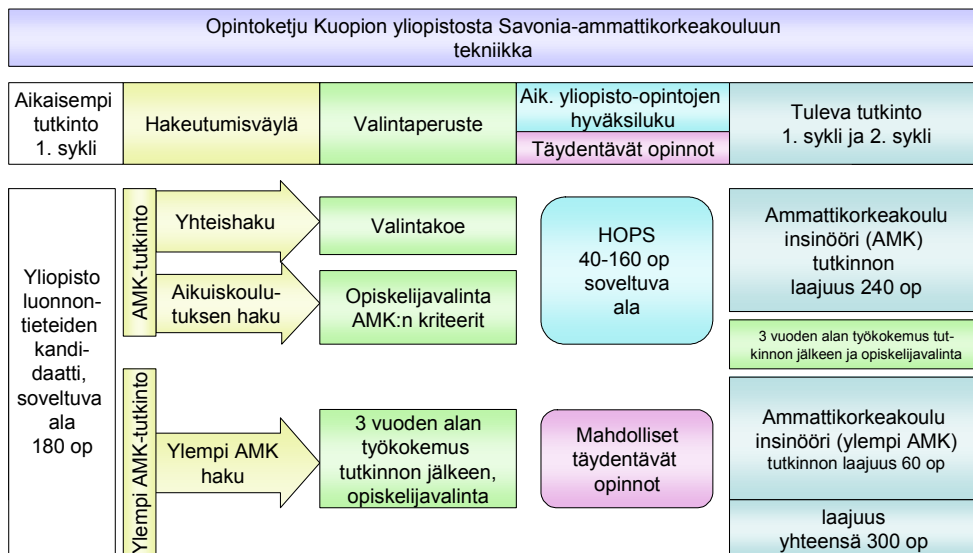 Opintoketju Kuopion yliopistosta Savonia-ammattikorkeakouluun
tekniikka
Aikaisempi
tutkinto
1. sykli
Hakeutumisväylä
Valintaperuste
Aik. yliopisto-opintojen
hyväksiluku
Täydentävät opinnot
Tuleva tutkinto
1. sykli ja 2. sykli
Yliopisto
luonnon-
tieteiden
kandi-
daatti,
soveltuva
ala
180 op
AMK-tutkinto
Yhteishaku
Valintakoe
Aikuiskoulu-
tuksen haku
Opiskelijavalinta
AMK:n kriteerit
HOPS
40-160 op
soveltuva
ala
Ammattikorkeakoulu
insinööri (AMK)
tutkinnon
laajuus 240 op
3 vuoden alan työkokemus tut-
kinnon jälkeen ja opiskelijavalinta
Ylempi AMK-tutkinto
Ylempi AMK
haku
3 vuoden alan
työkokemus
tutkinnon jälkeen,
opiskelijavalinta
Mahdolliset
täydentävät
opinnot
Ammattikorkeakoulu
insinööri (ylempi AMK)
tutkinnon laajuus 60 op
laajuus
yhteensä 300 op